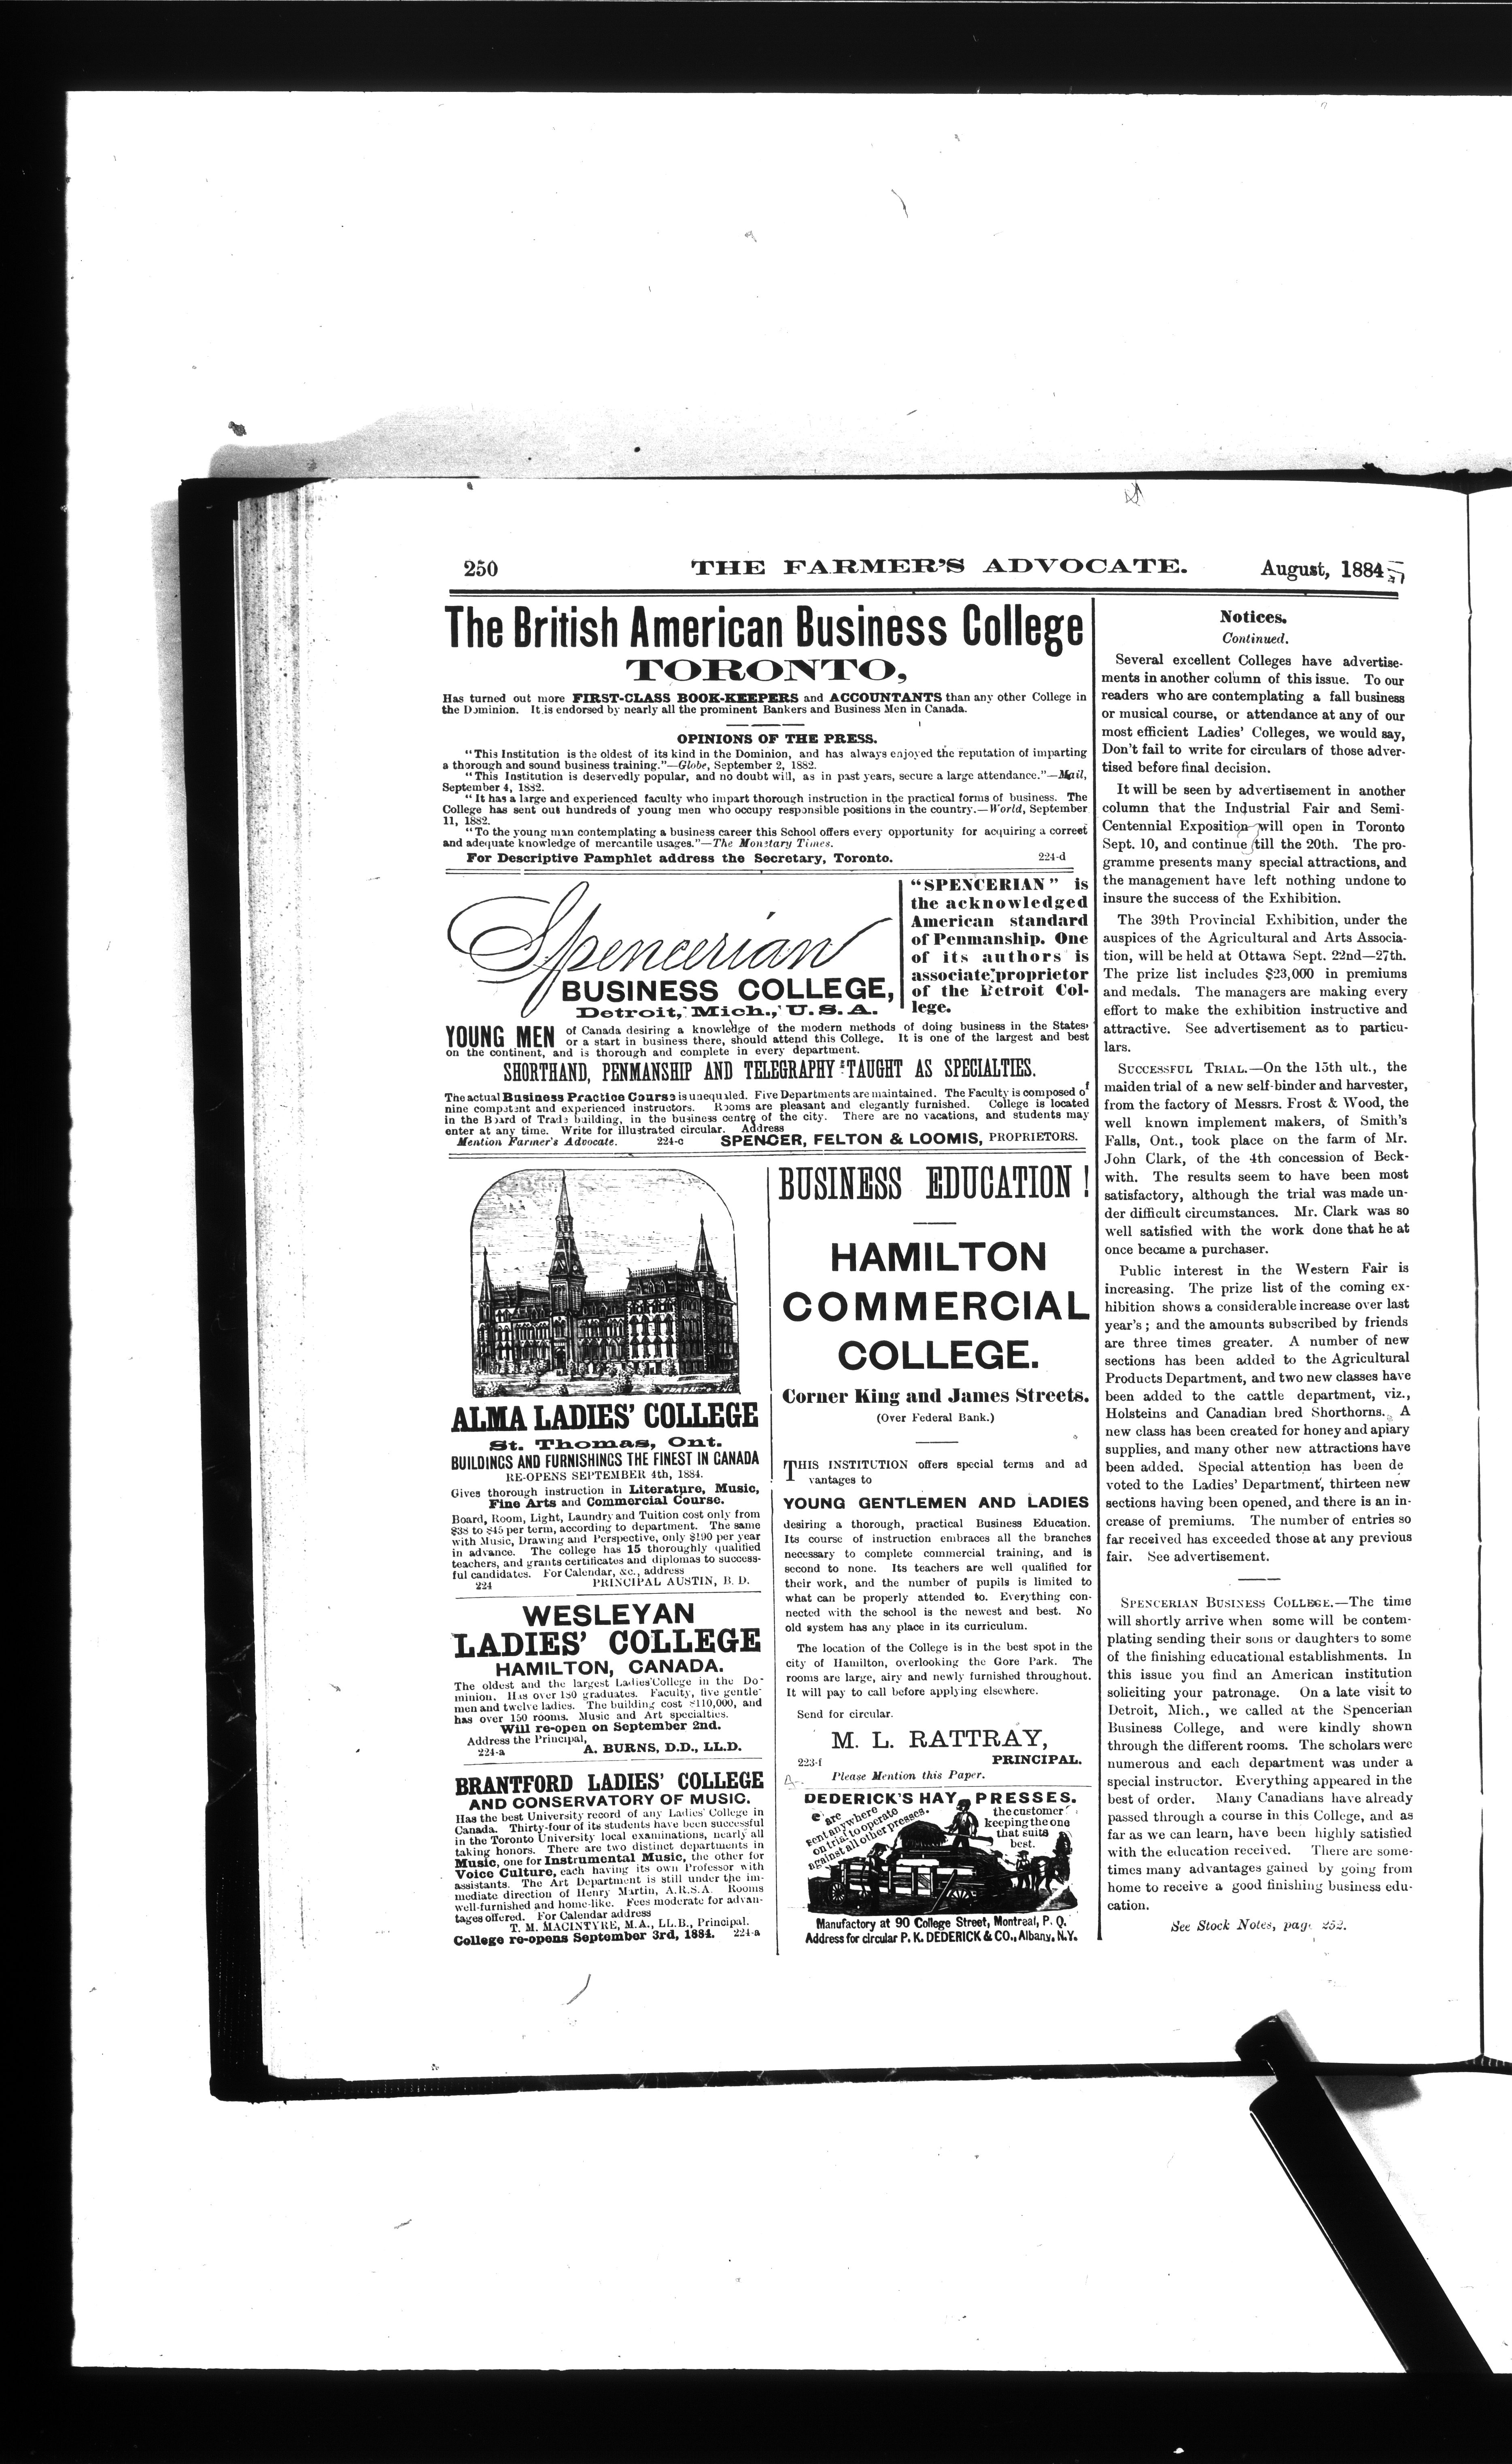 250
THE FARMER'S ADVOCATE.
August, 1884
The British American Business College
TORONTO,
Has turned out more FIRST-CLASS BOOK-KEEPERS and ACCOUNTANTS than any other College in
the Dominion. It is endorsed by nearly all the prominent Bankers and Business Men in Canada.
OPINIONS OF THE PRESS.
"This Institution is the oldest of its kind in the Dominion, and has always enjoyed the reputation of imparting
a thorough and sound business training."—Globe, September 2, 1882.
"This Institution is deservedly popular, and no doubt will, as in past years, secure a large attendance."—Mail,
September 4, 1882.
"It has a large and experienced faculty who impart thorough instruction in the practical forms of business. The
College has sent out hundreds of young men who occupy responsible positions in the country.—World, September
11, 1882.
"To the young man contemplating a business career this School offers every opportunity for acquiring a correct
and adequate knowledge of mercantile usages."—The Monetary Times.
For Descriptive Pamphlet address the Secretary, Toronto. 224-d
Spencerian
BUSINESS COLLEGE,
Detroit, Mich., U. S. A.
"SPENCERIAN" is
the acknowledged
American standard
of Penmanship. One
of its authors is
associate proprietor
of the Detroit Col-
lege.
YOUNG MEN of Canada desiring a knowledge of the modern methods of doing business in the States,
or a start in business there, should attend this College. It is one of the largest and best
on the continent, and is thorough and complete in every department.
SHORTHAND, PENMANSHIP AND TELEGRAPHY TAUGHT AS SPECIALTIES.
The actual Business Practice Course is unequaled. Five Departments are maintained. The Faculty is composed of
nine competent and experienced instructors. Rooms are pleasant and elegantly furnished. College is located
in the Board of Trade building, in the business centre of the city. There are no vacations, and students may
enter at any time. Write for illustrated circular. Address
Mention Farmer's Advocate. 224-c SPENCER, FELTON & LOOMIS, PROPRIETORS.
ALMA LADIES' COLLEGE
St. Thomas, Ont.
BUILDINGS AND FURNISHINGS THE FINEST IN CANADA
RE-OPENS SEPTEMBER 4th, 1884.
Gives thorough instruction in Literature, Music,
Fine Arts and Commercial Course.
Board, Room, Light, Laundry and Tuition cost only from
$38 to $45 per term, according to department. The same
with Music, Drawing and Perspective, only $190 per year
in advance. The college has 15 thoroughly qualified
teachers, and grants certificates and diplomas to success-
ful candidates. For Calendar, &c., address
224 PRINCIPAL AUSTIN, B. D.
WESLEYAN
LADIES' COLLEGE
HAMILTON, CANADA.
The oldest and the largest Ladies' College in the Do-
minion. Has over 180 graduates. Faculty, five gentle-
men and twelve ladies. The building cost $110,000, and
has over 150 rooms. Music and Art specialties.
Will re-open on September 2nd.
Address the Principal,
224-a A. BURNS, D.D., LL.D.
BRANTFORD LADIES' COLLEGE
AND CONSERVATORY OF MUSIC.
Has the best University record of any Ladies' College in
Canada. Thirty-four of its students have been successful
in the Toronto University local examinations, nearly all
taking honors. There are two distinct departments in
Music, one for Instrumental Music, the other for
Voice Culture, each having its own Professor with
assistants. The Art Department is still under the im-
mediate direction of Henry Martin, A.R.S.A. Rooms
well-furnished and home-like. Fees moderate for advan-
tages offered. For Calendar address
T. M. MACINTYRE, M.A., LL.B., Principal.
College re-opens September 3rd, 1884. 224-a
BUSINESS EDUCATION!
HAMILTON
COMMERCIAL
COLLEGE.
Corner King and James Streets.
(Over Federal Bank.)
THIS INSTITUTION offers special terms and ad
vantages to
YOUNG GENTLEMEN AND LADIES
desiring a thorough, practical Business Education.
Its course of instruction embraces all the branches
necessary to complete commercial training, and is
second to none. Its teachers are well qualified for
their work, and the number of pupils is limited to
what can be properly attended to. Everything con-
nected with the school is the newest and best. No
old system has any place in its curriculum.
The location of the College is in the best spot in the
city of Hamilton, overlooking the Gore Park. The
rooms are large, airy and newly furnished throughout.
It will pay to call before applying elsewhere.
Send for circular.
M. L. RATTRAY,
223-f PRINCIPAL.
Please Mention this Paper.
DEDERICK'S HAY PRESSES.
are
sent anywhere
on trial to operate
against all other presses.
the customer
keeping the one
that suits
best.
Manufactory at 90 College Street, Montreal, P. Q.
Address for circular P. K. DEDERICK & CO., Albany, N.Y.
Notices.
Continued.
Several excellent Colleges have advertise-
ments in another column of this issue. To our
readers who are contemplating a fall business
or musical course, or attendance at any of our
most efficient Ladies' Colleges, we would say,
Don't fail to write for circulars of those adver-
tised before final decision.
It will be seen by advertisement in another
column that the Industrial Fair and Semi-
Centennial Exposition will open in Toronto
Sept. 10, and continue till the 20th. The pro-
gramme presents many special attractions, and
the management have left nothing undone to
insure the success of the Exhibition.
The 39th Provincial Exhibition, under the
auspices of the Agricultural and Arts Associa-
tion, will be held at Ottawa Sept. 22nd—27th.
The prize list includes $23,000 in premiums
and medals. The managers are making every
effort to make the exhibition instructive and
attractive. See advertisement as to particu-
lars.
SUCCESSFUL TRIAL.—On the 15th ult., the
maiden trial of a new self-binder and harvester,
from the factory of Messrs. Frost & Wood, the
well known implement makers, of Smith's
Falls, Ont., took place on the farm of Mr.
John Clark, of the 4th concession of Beck-
with. The results seem to have been most
satisfactory, although the trial was made un-
der difficult circumstances. Mr. Clark was so
well satisfied with the work done that he at
once became a purchaser.
Public interest in the Western Fair is
increasing. The prize list of the coming ex-
hibition shows a considerable increase over last
year's; and the amounts subscribed by friends
are three times greater. A number of new
sections has been added to the Agricultural
Products Department, and two new classes have
been added to the cattle department, viz.,
Holsteins and Canadian bred Shorthorns. A
new class has been created for honey and apiary
supplies, and many other new attractions have
been added. Special attention has been de
voted to the Ladies' Department, thirteen new
sections having been opened, and there is an in-
crease of premiums. The number of entries so
far received has exceeded those at any previous
fair. See advertisement.
SPENCERIAN BUSINESS COLLEGE.—The time
will shortly arrive when some will be contem-
plating sending their sons or daughters to some
of the finishing educational establishments. In
this issue you find an American institution
soliciting your patronage. On a late visit to
Detroit, Mich., we called at the Spencerian
Business College, and were kindly shown
through the different rooms. The scholars were
numerous and each department was under a
special instructor. Everything appeared in the
best of order. Many Canadians have already
passed through a course in this College, and as
far as we can learn, have been highly satisfied
with the education received. There are some-
times many advantages gained by going from
home to receive a good finishing business edu-
cation.
See Stock Notes, page 252.